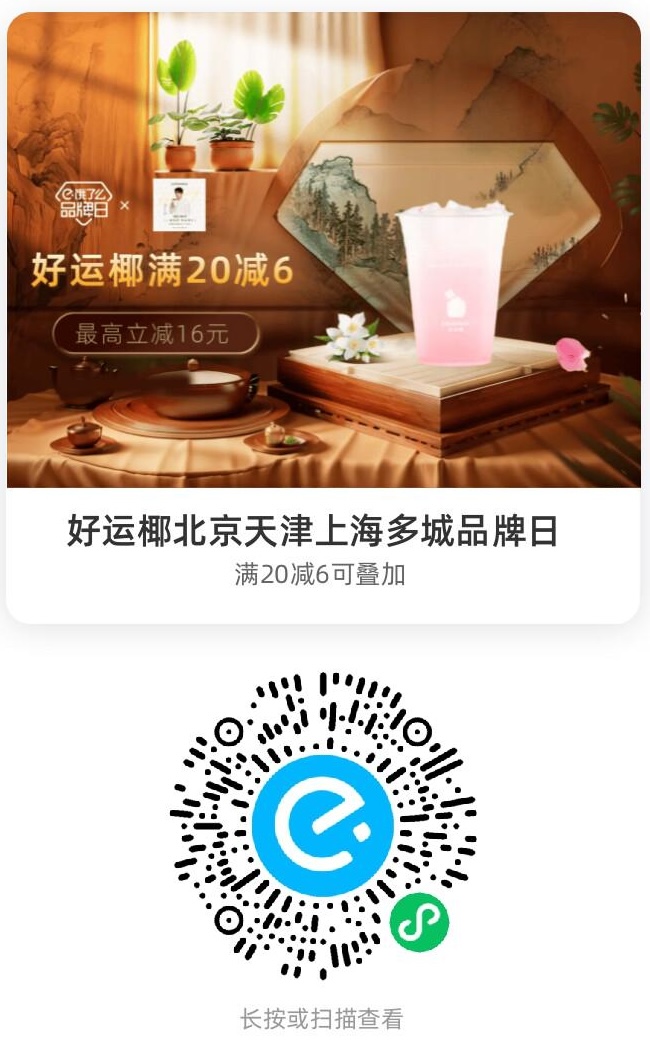 饿了么
品牌日
×
好运椰满20减6
最高立减16元
好运椰北京天津上海多城品牌日
满20减6可叠加
长按或扫描查看